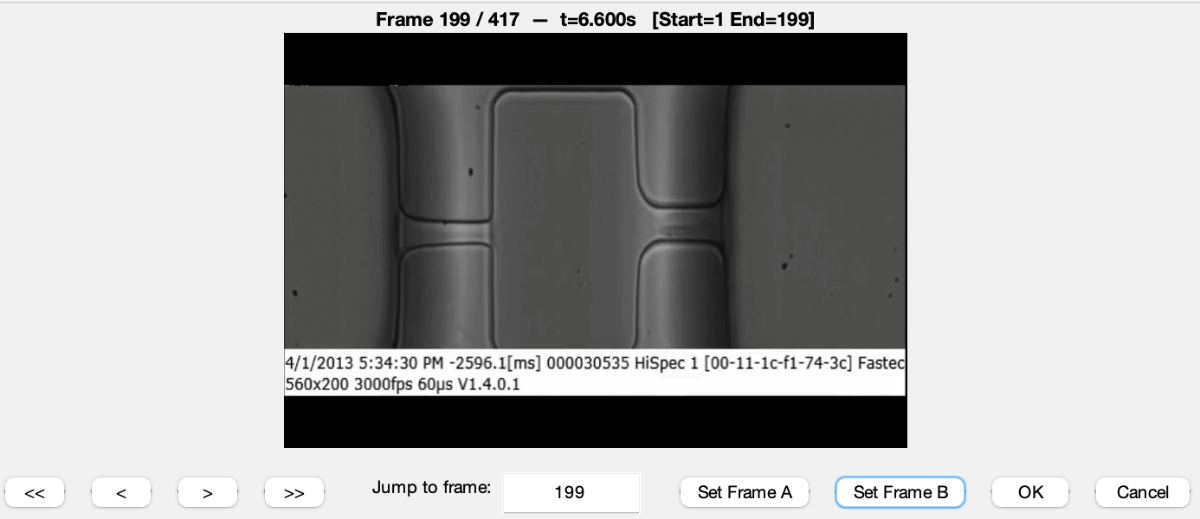 Frame 199 / 417 — t=6.600s [Start=1 End=199]
4/1/2013 5:34:30 PM -2596.1[ms] 000030535 HiSpec 1 [00-11-1c-f1-74-3c] Fastec
560x200 3000fps 60µs V1.4.0.1
<< < > >> Jump to frame: 199 Set Frame A Set Frame B OK Cancel